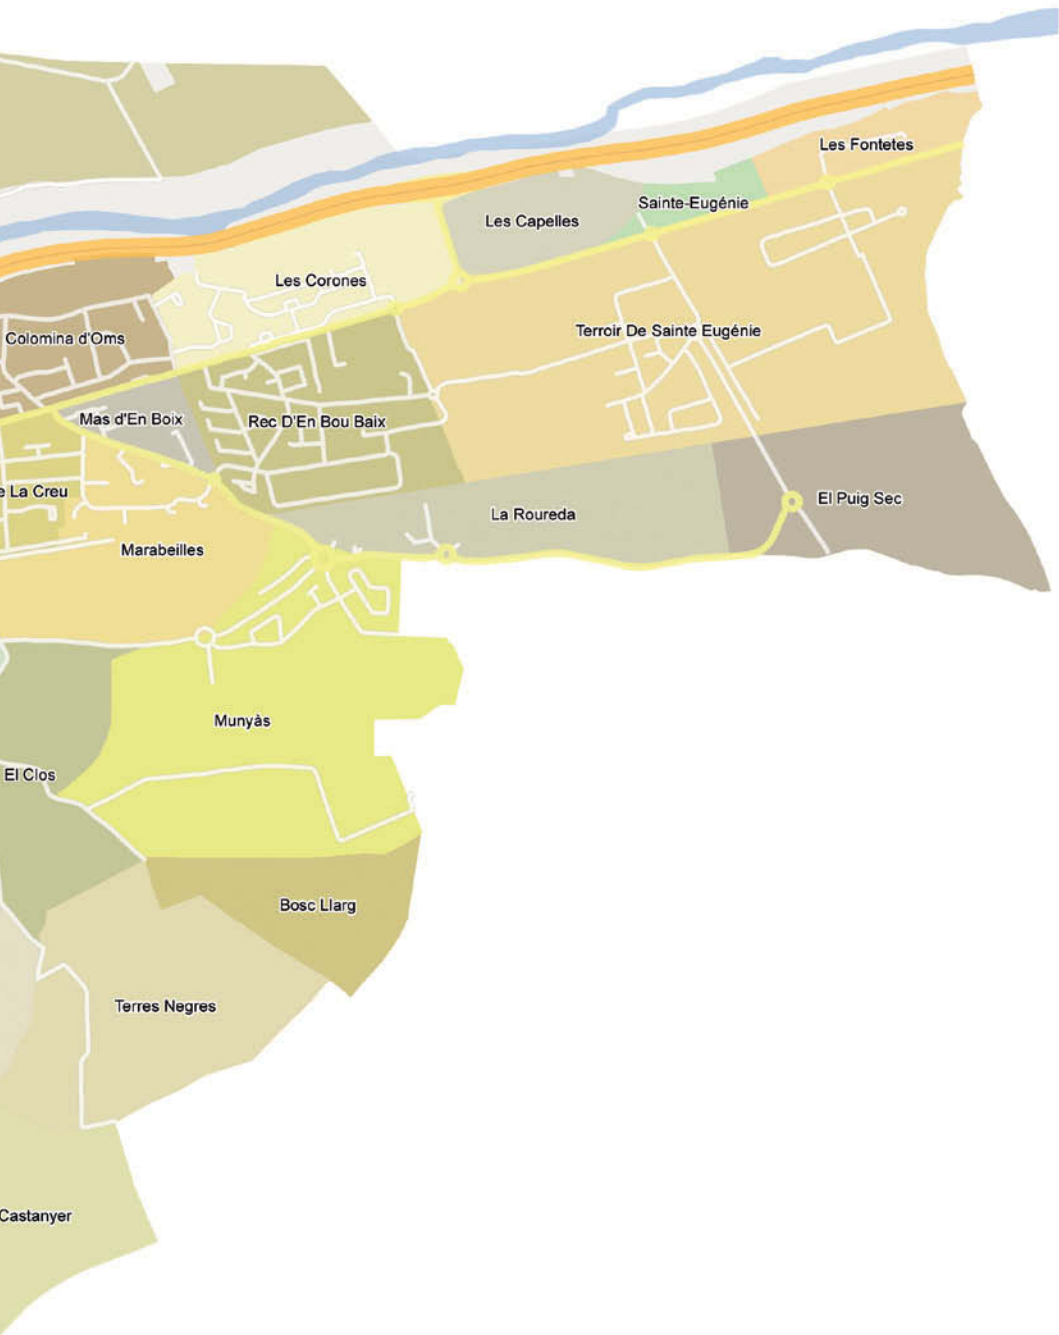 Les Fontetes
Sainte-Eugénie
Les Capelles
Les Corones
Terroir De Sainte Eugénie
Colomina d'Oms
Mas d'En Boix
Rec D'En Bou Baix
e La Creu
El Puig Sec
La Roureda
Marabeilles
Munyàs
El Clos
Bosc Llarg
Terres Negres
Castanyer